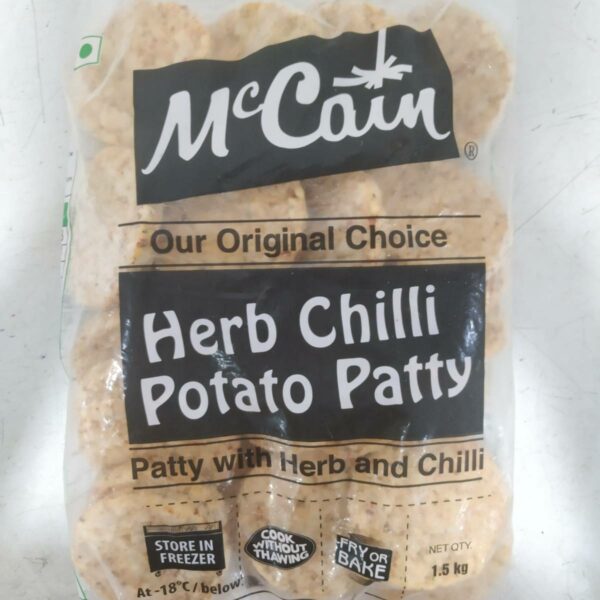 McCain®
Our Original Choice
Herb Chilli
Potato Patty
Patty with Herb and Chilli
STORE IN
FREEZER
At -18°C / below
COOK
WITHOUT
THAWING
FRY OR
BAKE
NET QTY.
1.5 kg